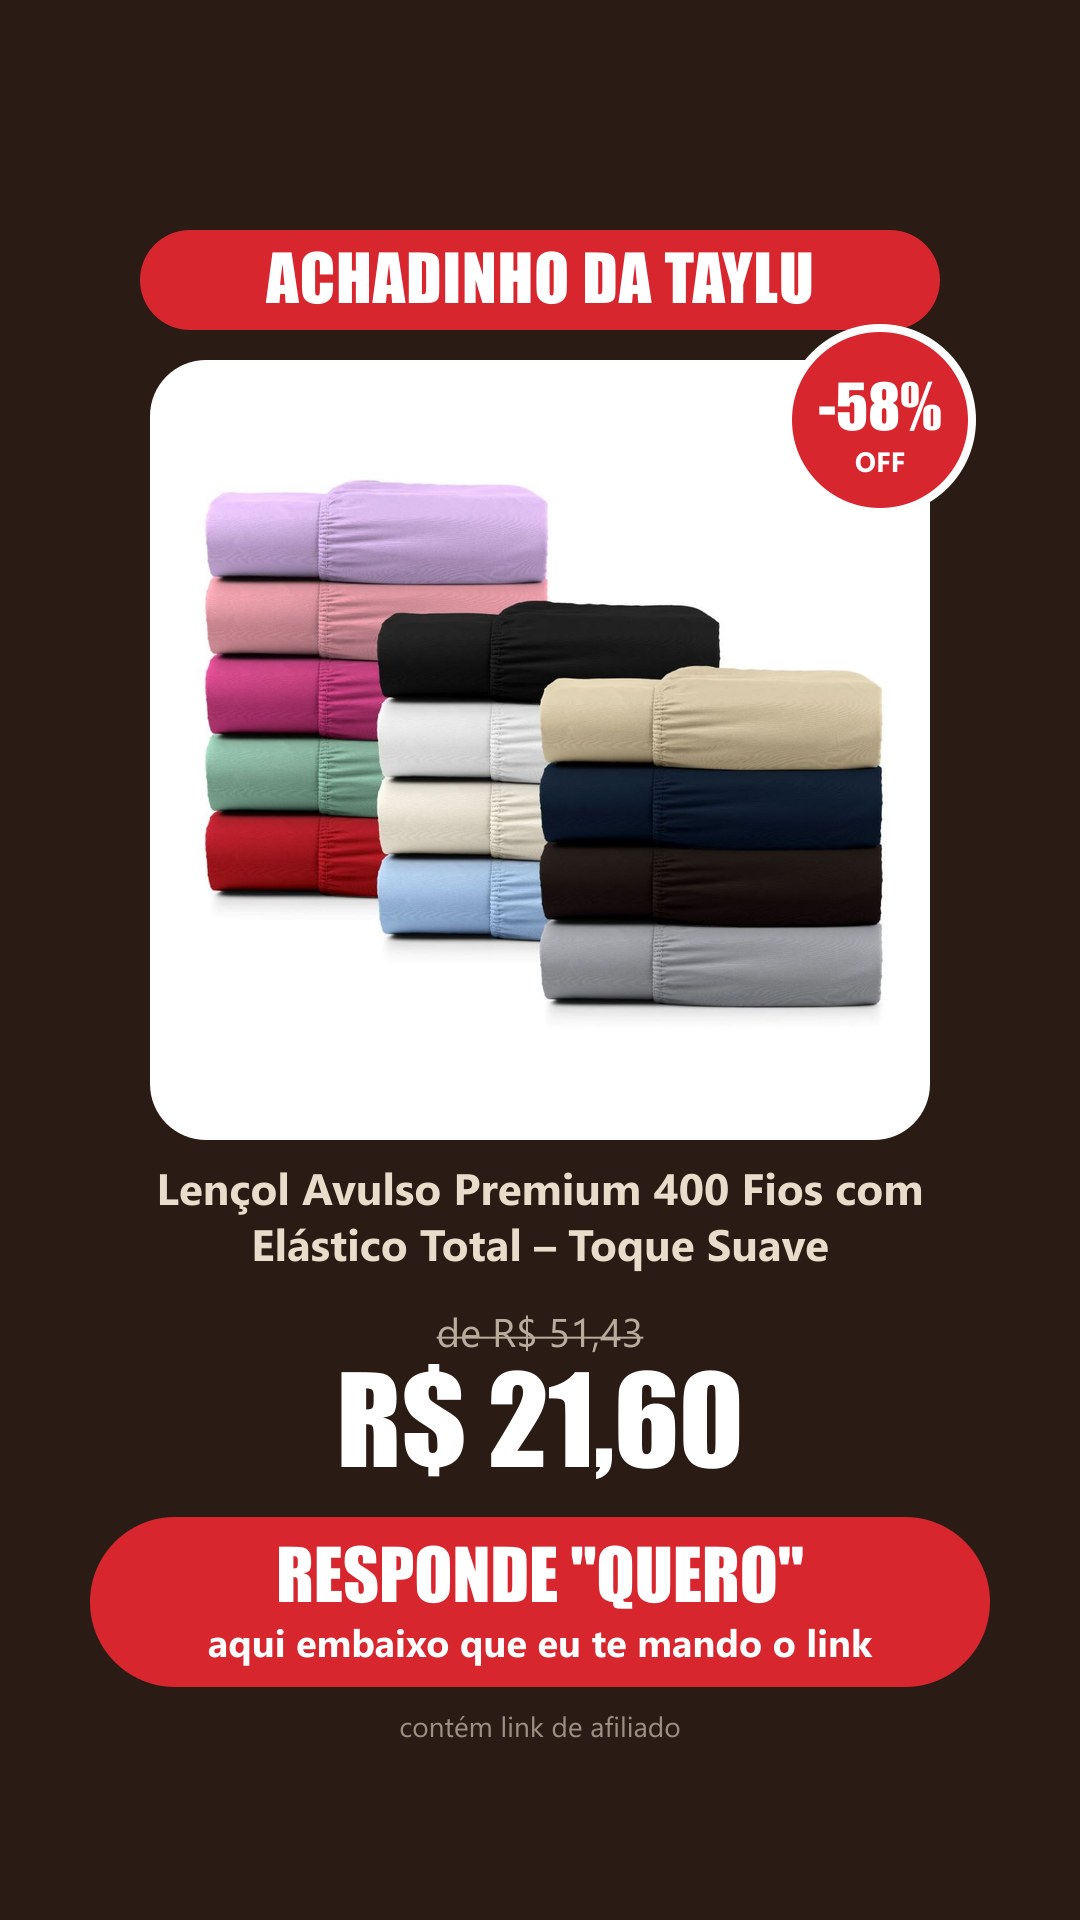 ACHADINHO DA TAYLU
-58%
OFF
Lençol Avulso Premium 400 Fios com
Elástico Total – Toque Suave
de R$ 51,43
R$ 21,60
RESPONDE "QUERO"
aqui embaixo que eu te mando o link
contém link de afiliado